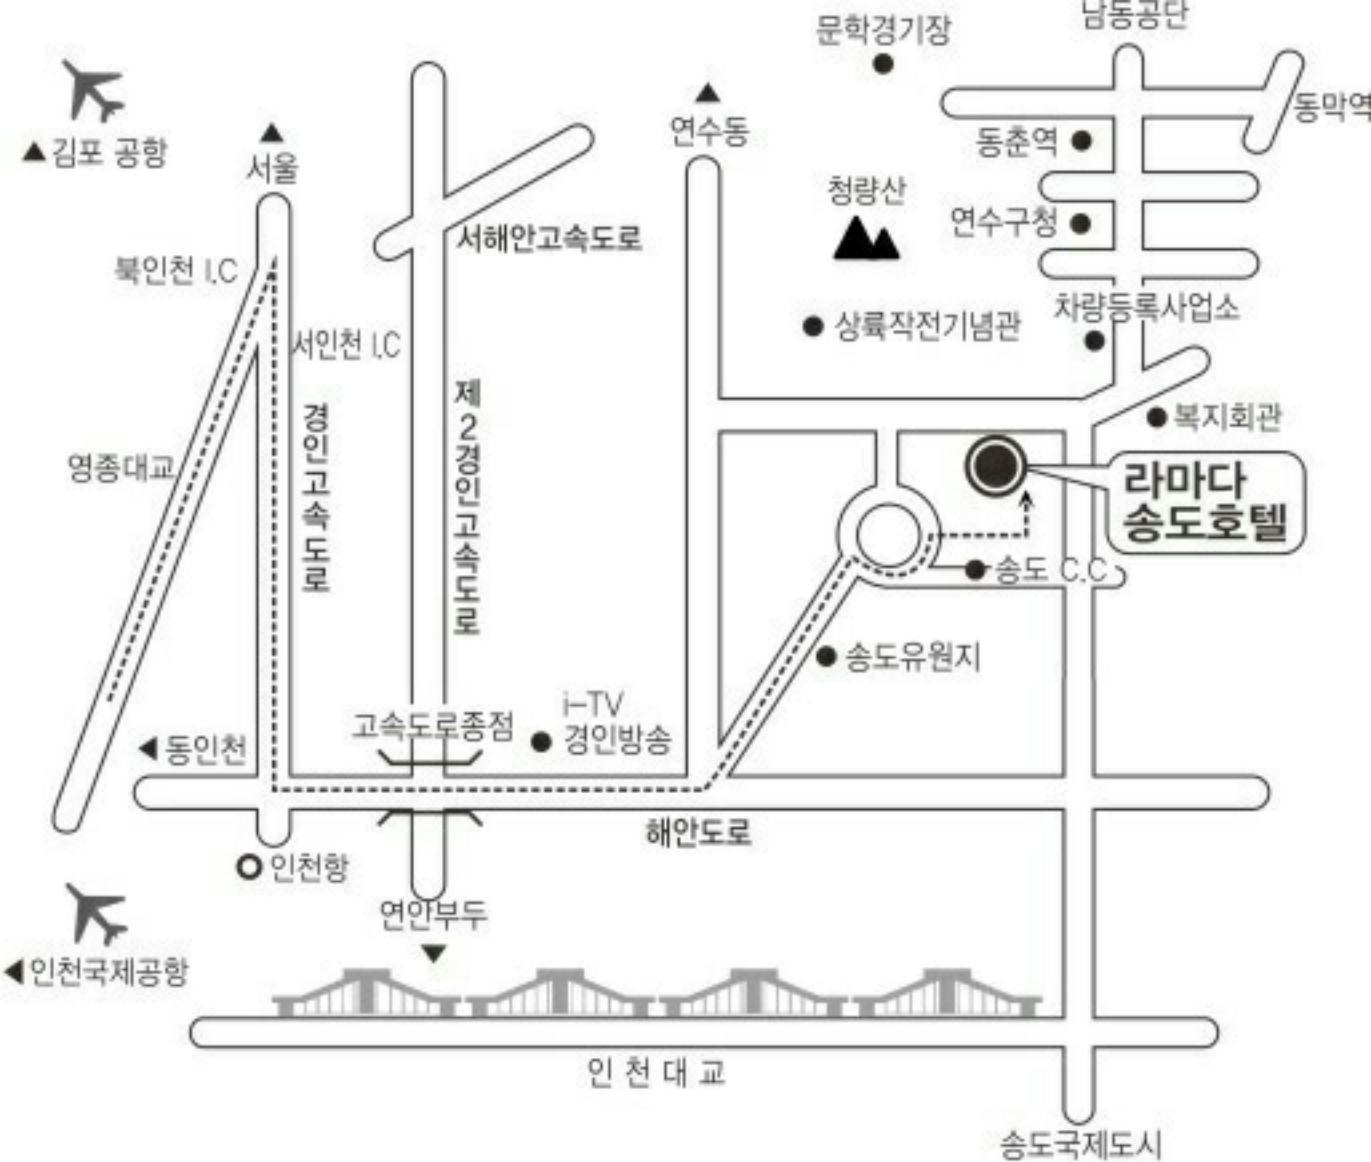 남동공단
문학경기장
동막역
김포 공항
서울
연수동
동춘역
청량산
연수구청
서해안고속도로
북인천 I.C
차량등록사업소
상륙작전기념관
서인천 I.C
경인고속도로
제2경인고속도로
복지회관
영종대교
라마다
송도호텔
송도 C.C
송도유원지
i-TV
경인방송
고속도로종점
동인천
해안도로
인천항
연안부두
인천국제공항
인천대교
송도국제도시